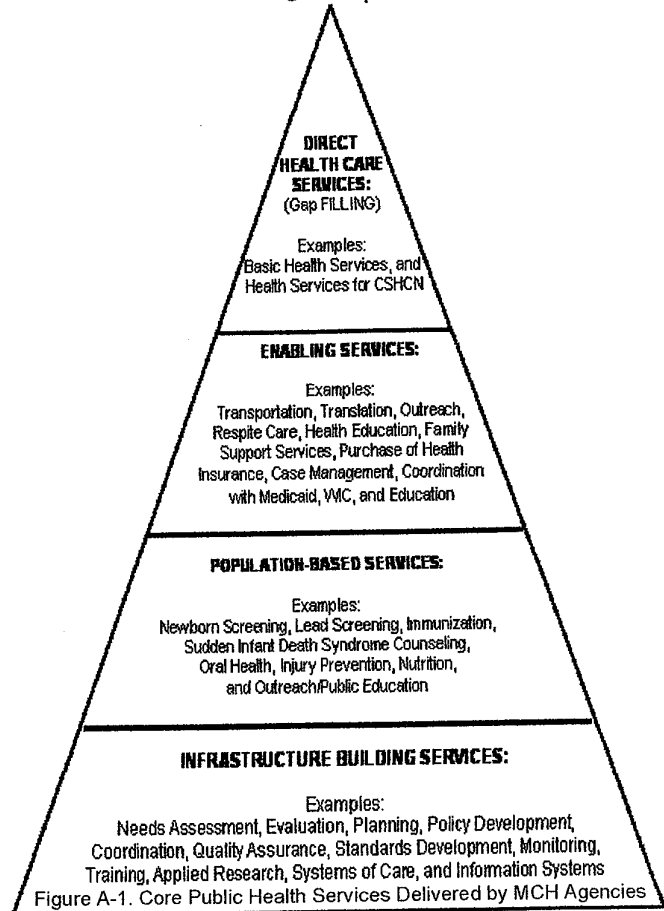 DIRECT
HEALTH CARE
SERVICES:
(Gap FILLING)
Examples:
Basic Health Services, and
Health Services for CSHCN
ENABLING SERVICES:
Examples:
Transportation, Translation, Outreach,
Respite Care, Health Education, Family
Support Services, Purchase of Health
Insurance, Case Management, Coordination
with Medicaid, WIC, and Education
POPULATION-BASED SERVICES:
Examples:
Newborn Screening, Lead Screening, Immunization,
Sudden Infant Death Syndrome Counseling,
Oral Health, Injury Prevention, Nutrition,
and Outreach/Public Education
INFRASTRUCTURE BUILDING SERVICES:
Examples:
Needs Assessment, Evaluation, Planning, Policy Development,
Coordination, Quality Assurance, Standards Development, Monitoring,
Training, Applied Research, Systems of Care, and Information Systems
Figure A-1. Core Public Health Services Delivered by MCH Agencies